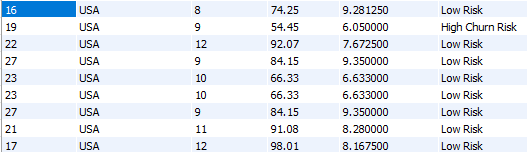 16 USA 8 74.25 9.281250 Low Risk
19 USA 9 54.45 6.050000 High Churn Risk
22 USA 12 92.07 7.672500 Low Risk
27 USA 9 84.15 9.350000 Low Risk
23 USA 10 66.33 6.633000 Low Risk
23 USA 10 66.33 6.633000 Low Risk
27 USA 9 84.15 9.350000 Low Risk
21 USA 11 91.08 8.280000 Low Risk
17 USA 12 98.01 8.167500 Low Risk